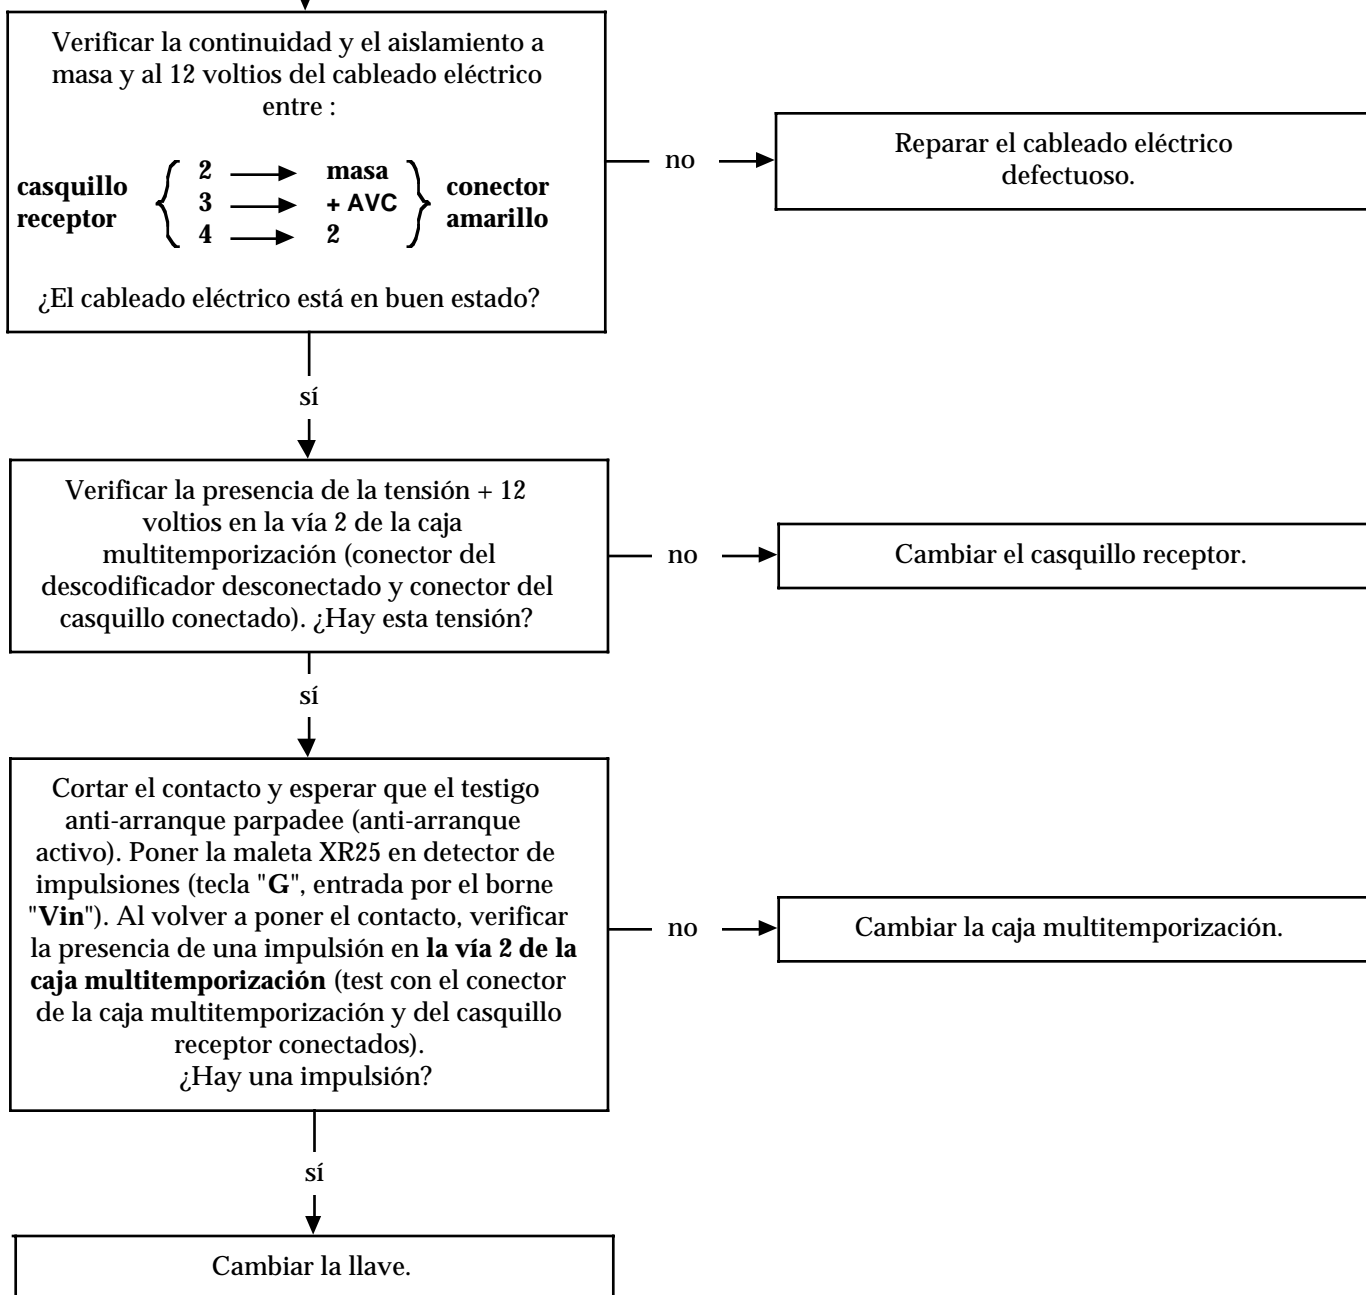 Verificar la continuidad y el aislamiento a
masa y al 12 voltios del cableado eléctrico
entre :
casquillo
receptor
2 masa
3 + AVC
4 2
conector
amarillo
¿El cableado eléctrico está en buen estado?
no
Reparar el cableado eléctrico
defectuoso.
sí
Verificar la presencia de la tensión + 12
voltios en la vía 2 de la caja
multitemporización (conector del
descodificador desconectado y conector del
casquillo conectado). ¿Hay esta tensión?
no
Cambiar el casquillo receptor.
sí
Cortar el contacto y esperar que el testigo
anti-arranque parpadee (anti-arranque
activo). Poner la maleta XR25 en detector de
impulsiones (tecla "G", entrada por el borne
"Vin"). Al volver a poner el contacto, verificar
la presencia de una impulsión en la vía 2 de la
caja multitemporización (test con el conector
de la caja multitemporización y del casquillo
receptor conectados).
¿Hay una impulsión?
no
Cambiar la caja multitemporización.
sí
Cambiar la llave.